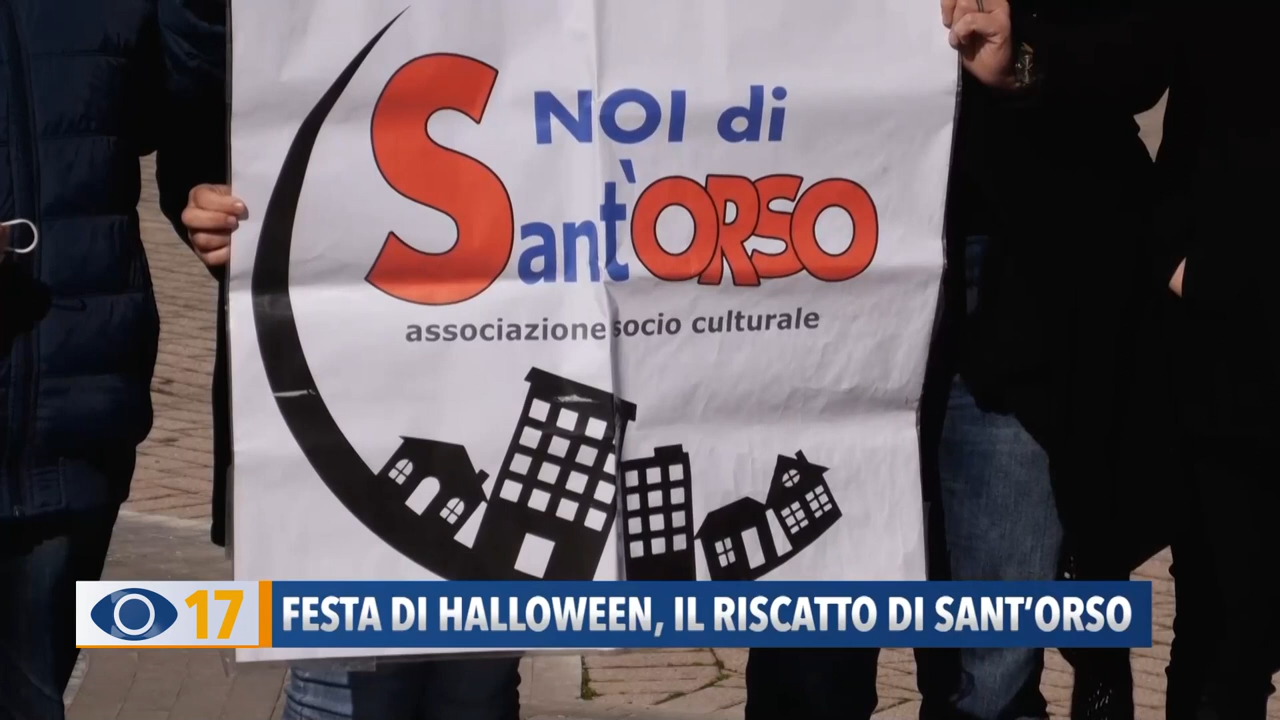 NOI di
Sant'ORSO
associazione socio culturale
17 FESTA DI HALLOWEEN, IL RISCATTO DI SANT'ORSO